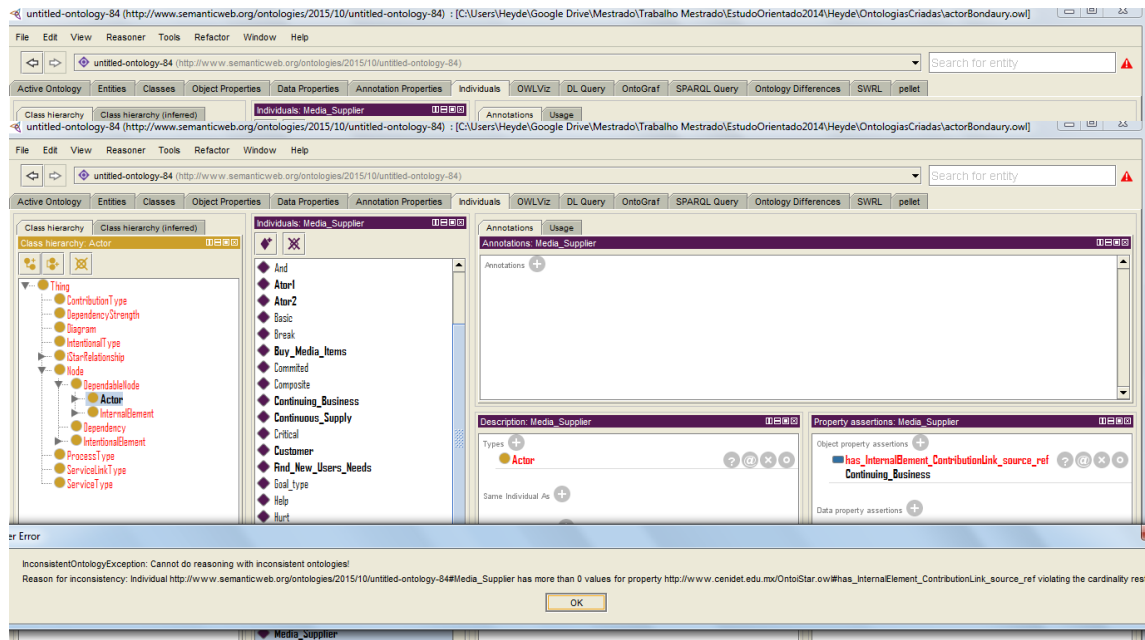 untitled-ontology-84 (http://www.semanticweb.org/ontologies/2015/10/untitled-ontology-84) : [C:\Users\Heyde\Google Drive\Mestrado\Trabalho Mestrado\EstudoOrientado2014\Heyde\OntologiasCriadas\actorBondaury.owl]
File Edit View Reasoner Tools Refactor Window Help
untitled-ontology-84 (http://www.semanticweb.org/ontologies/2015/10/untitled-ontology-84)
Search for entity
Active Ontology Entities Classes Object Properties Data Properties Annotation Properties Individuals OWLViz DL Query OntoGraf SPARQL Query Ontology Differences SWRL pellet
Class hierarchy Class hierarchy (inferred) Individuals: Media_Supplier Annotations Usage
untitled-ontology-84 (http://www.semanticweb.org/ontologies/2015/10/untitled-ontology-84) : [C:\Users\Heyde\Google Drive\Mestrado\Trabalho Mestrado\EstudoOrientado2014\Heyde\OntologiasCriadas\actorBondaury.owl]
File Edit View Reasoner Tools Refactor Window Help
untitled-ontology-84 (http://www.semanticweb.org/ontologies/2015/10/untitled-ontology-84)
Search for entity
Active Ontology Entities Classes Object Properties Data Properties Annotation Properties Individuals OWLViz DL Query OntoGraf SPARQL Query Ontology Differences SWRL pellet
Class hierarchy Class hierarchy (inferred)
Class hierarchy: Actor
Thing
ContributionType
DependencyStrength
Diagram
IntentionalType
iStarRelationship
Node
DependableNode
Actor
InternalElement
Dependency
IntentionalElement
ProcessType
ServiceLinkType
ServiceType
Individuals: Media_Supplier
And
Ator1
Ator2
Basic
Break
Buy_Media_Items
Commited
Composite
Continuing_Business
Continuous_Supply
Critical
Customer
Find_New_Users_Needs
Goal_type
Help
Hurt
Annotations Usage
Annotations: Media_Supplier
Annotations
Description: Media_Supplier
Types
Actor
Same Individual As
Property assertions: Media_Supplier
Object property assertions
has_InternalElement_ContributionLink_source_ref
Continuing_Business
Data property assertions
er Error
InconsistentOntologyException: Cannot do reasoning with inconsistent ontologies!
Reason for inconsistency: Individual http://www.semanticweb.org/ontologies/2015/10/untitled-ontology-84#Media_Supplier has more than 0 values for property http://www.cenidet.edu.mx/OntoiStar.owl#has_InternalElement_ContributionLink_source_ref violating the cardinality res
OK
Media_Supplier